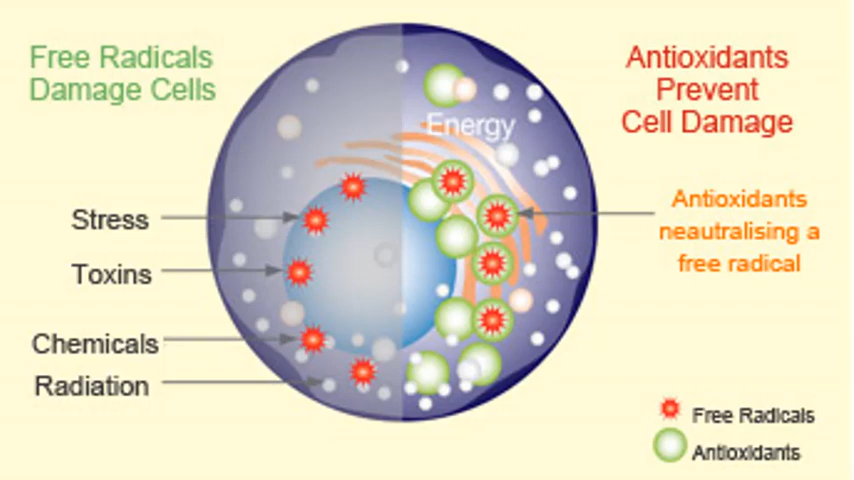 Free Radicals
Damage Cells
Antioxidants
Prevent
Cell Damage
Energy
Stress
Toxins
Chemicals
Radiation
Antioxidants
neautralising a
free radical
Free Radicals
Antioxidants